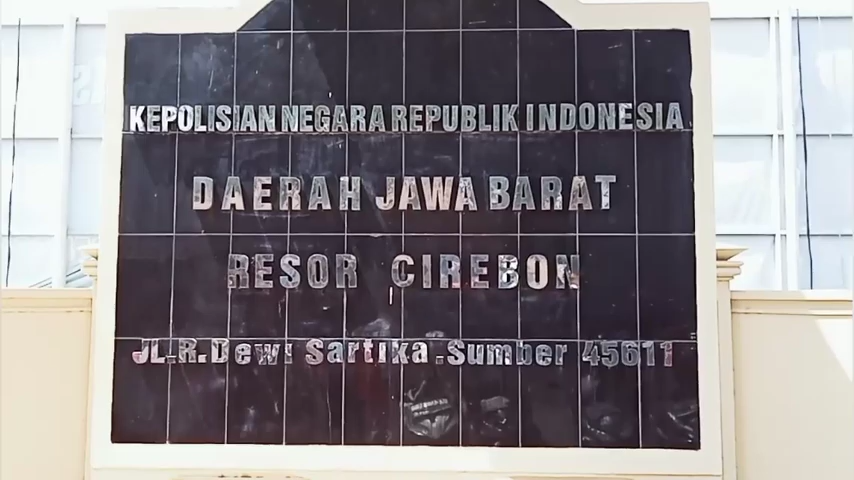 KEPOLISIAN NEGARA REPUBLIK INDONESIA
DAERAH JAWA BARAT
RESOR CIREBON
JL.R.Dewi Sartika.Sumber 45611